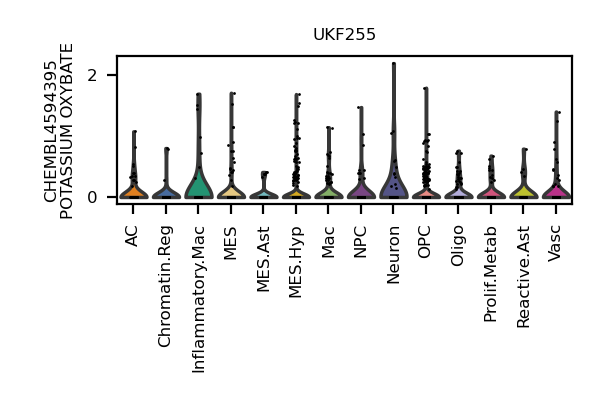 UKF255
CHEMBL4594395
POTASSIUM OXYBATE
2
0
AC
Chromatin.Reg
Inflammatory.Mac
MES
MES.Ast
MES.Hyp
Mac
NPC
Neuron
OPC
Oligo
Prolif.Metab
Reactive.Ast
Vasc